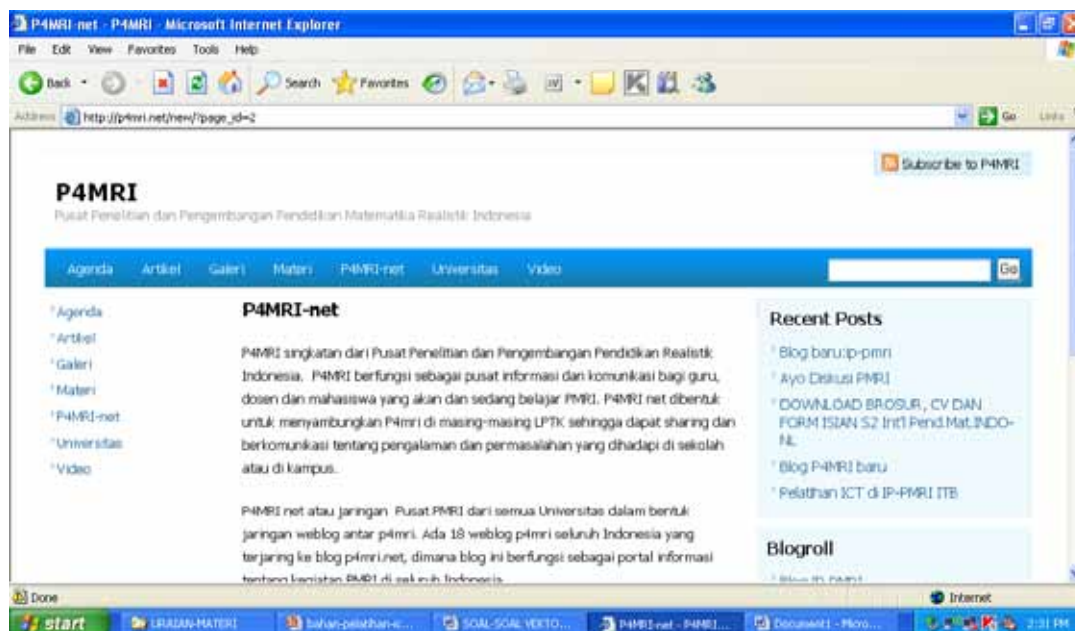 P4MRI-net - P4MRI - Microsoft Internet Explorer
File Edit View Favorites Tools Help
Back Search Favorites
Address http://p4mri.net/new/?page_id=2 Go Links
Subscribe to P4MRI
P4MRI
Pusat Penelitian dan Pengembangan Pendidikan Matematika Realistik Indonesia
Agenda Artikel Galeri Materi P4MRI-net Universitas Video Go
Agenda
Artikel
Galeri
Materi
P4MRI-net
Universitas
Video
P4MRI-net
P4MRI singkatan dari Pusat Penelitian dan Pengembangan Pendidikan Realistik
Indonesia. P4MRI berfungsi sebagai pusat informasi dan komunikasi bagi guru,
dosen dan mahasiswa yang akan dan sedang belajar PMRI. P4MRI net dibentuk
untuk menyambungkan P4mri di masing-masing LPTK sehingga dapat sharing dan
berkomunikasi tentang pengalaman dan permasalahan yang dihadapi di sekolah
atau di kampus.
P4MRI net atau jaringan Pusat PMRI dari semua Universitas dalam bentuk
jaringan weblog antar p4mri. Ada 18 weblog p4mri seluruh Indonesia yang
terjaring ke blog p4mri.net, dimana blog ini berfungsi sebagai portal informasi
tentang kegiatan PMRI di seluruh Indonesia
Recent Posts
Blog baru:ip-pmri
Ayo Diskusi PMRI
DOWNLOAD BROSUR, CV DAN
FORM ISIAN S2 Int'l Pend.Mat.INDO-
NL
Blog P4MRI baru
Pelatihan ICT di IP-PMRI ITB
Blogroll
Done Internet
start URAIAN-MATERI bahan-pelatihan-ic... SOAL-SOAL VEKTO... P4MRI-net - P4MRI... Document1 - Micro... 2:31 PM